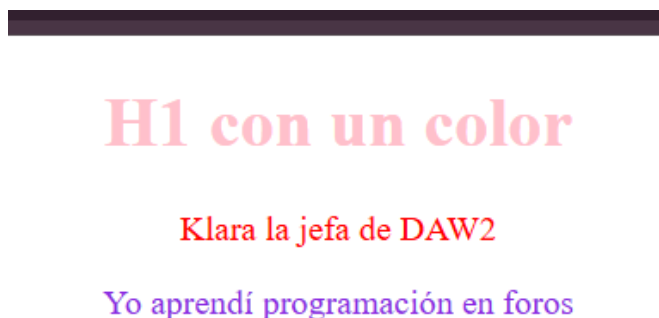 H1 con un color
Klara la jefa de DAW2
Yo aprendí programación en foros